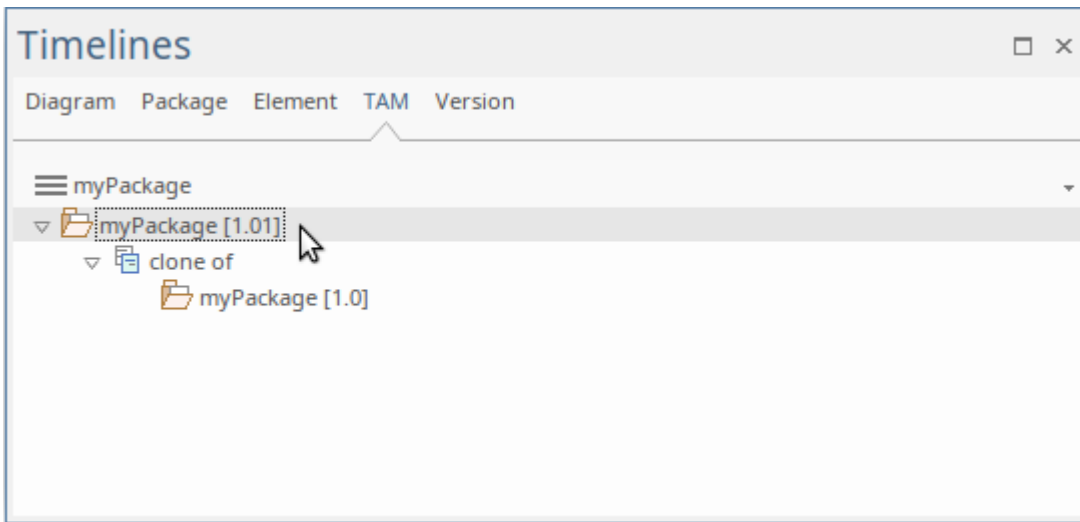 Timelines
Diagram Package Element TAM Version
myPackage
myPackage [1.01]
clone of
myPackage [1.0]